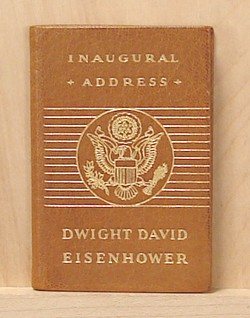 INAUGURAL
ADDRESS
DWIGHT DAVID
EISENHOWER